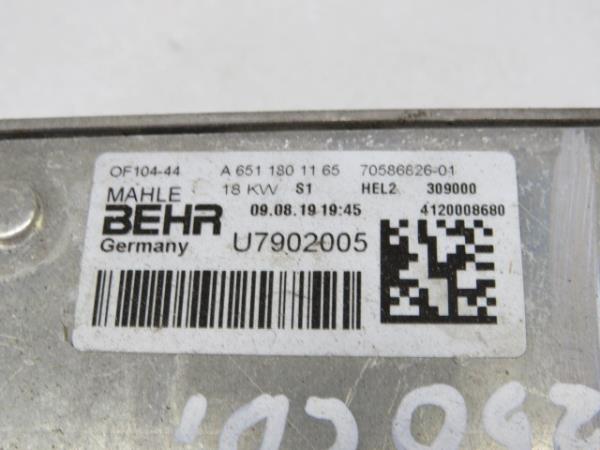 OF104-44 A 651 180 11 65 70586826-01
MAHLE 18 KW S1 HEL2 309000
BEHR 09.08.19 19:45 4120008680
Germany U7902005